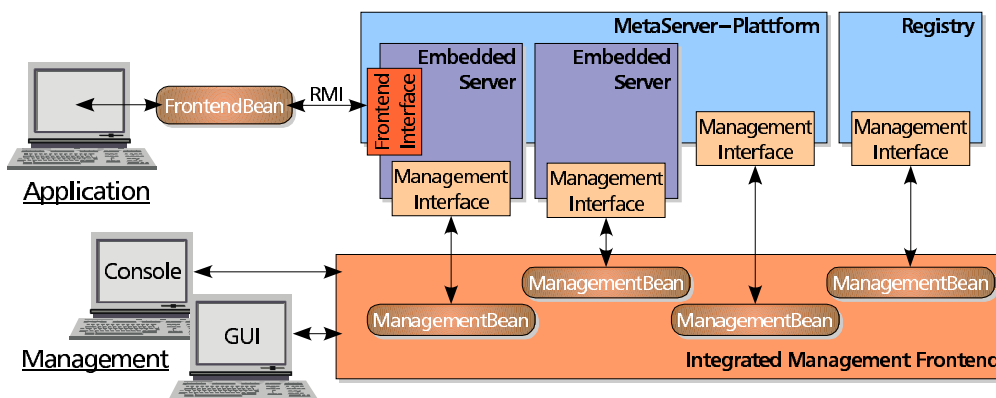 MetaServer–Plattform
Registry
Embedded
Server
Embedded
Server
Frontend
Interface
FrontendBean
RMI
Management
Interface
Management
Interface
Management
Interface
Management
Interface
Application
Console
GUI
Management
ManagementBean
ManagementBean
ManagementBean
ManagementBean
Integrated Management Frontend